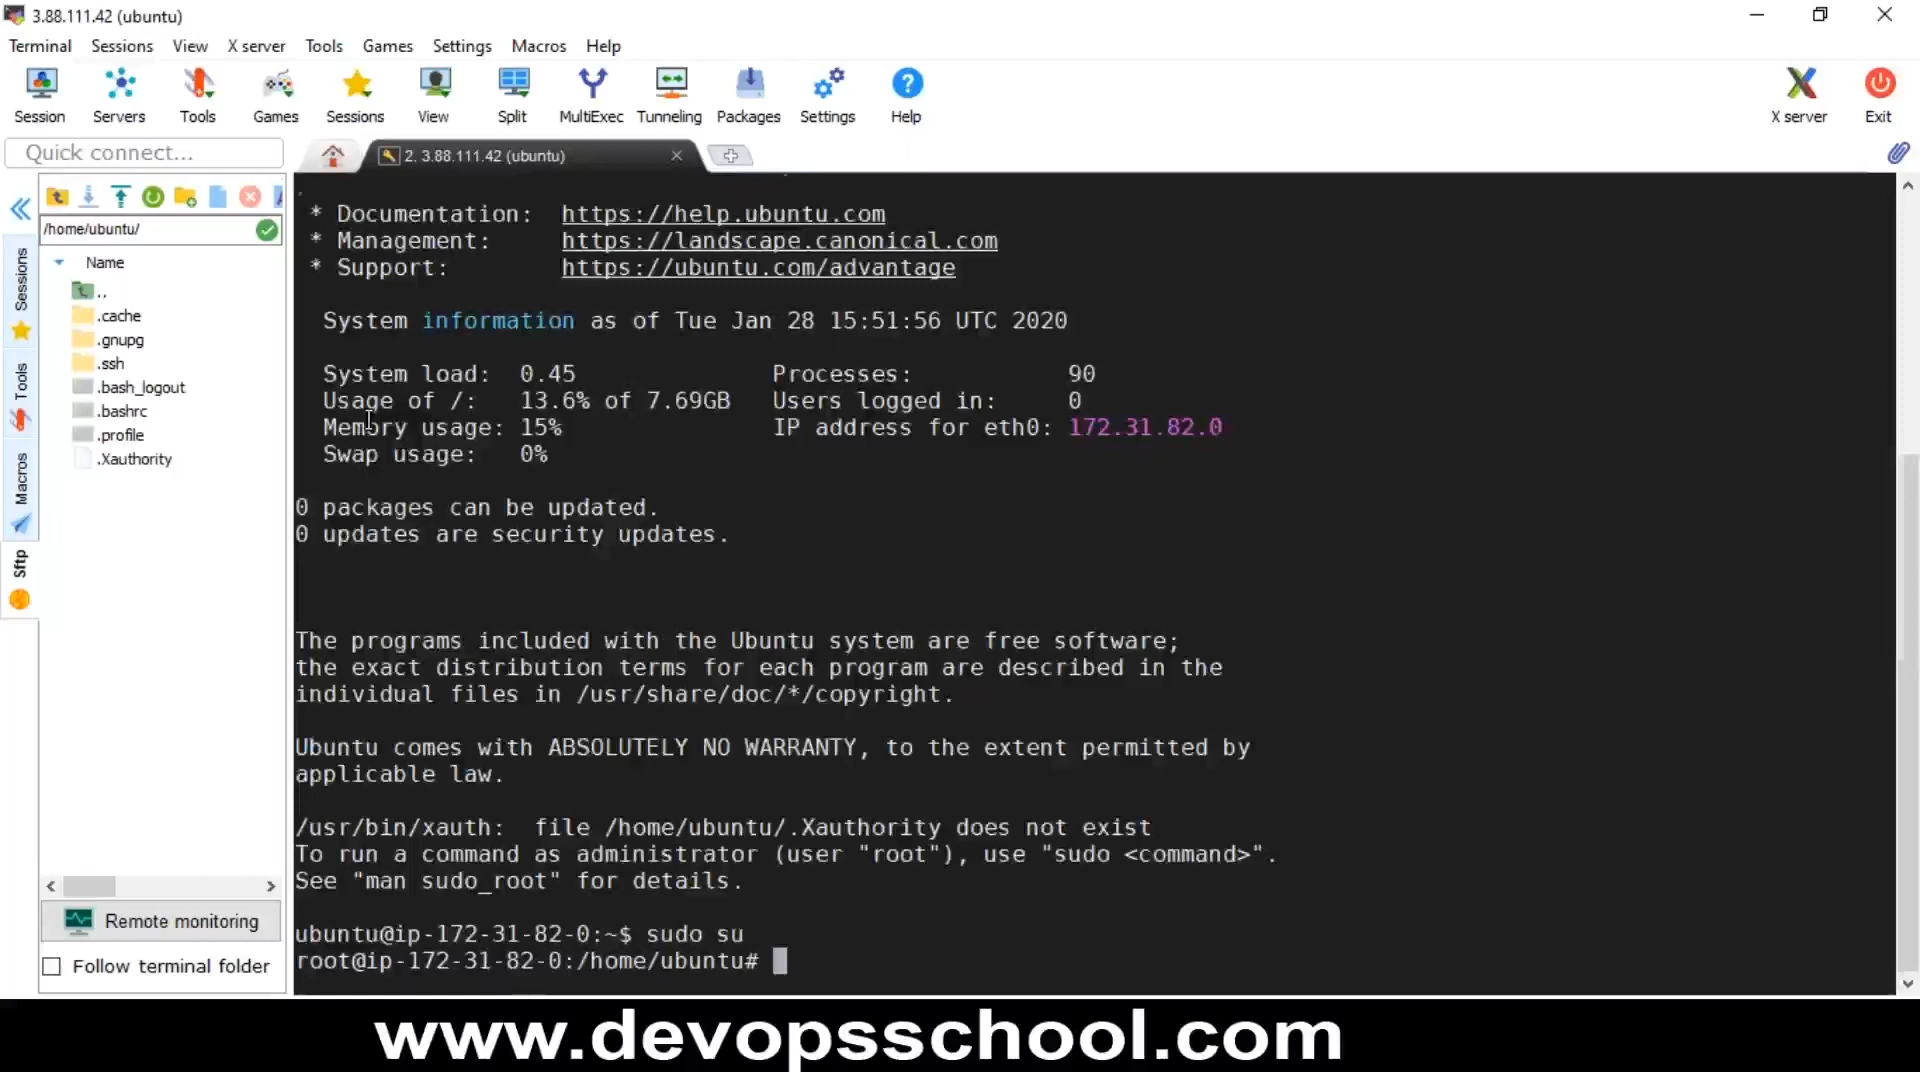 3.88.111.42 (ubuntu)
Terminal Sessions View X server Tools Games Settings Macros Help
Session Servers Tools Games Sessions View Split MultiExec Tunneling Packages Settings Help X server Exit
Quick connect...
2. 3.88.111.42 (ubuntu)
/home/ubuntu/
Name
..
.cache
.gnupg
.ssh
.bash_logout
.bashrc
.profile
.Xauthority
Sessions
Tools
Macros
Sftp
Remote monitoring
Follow terminal folder
* Documentation: https://help.ubuntu.com
* Management: https://landscape.canonical.com
* Support: https://ubuntu.com/advantage
System information as of Tue Jan 28 15:51:56 UTC 2020
System load: 0.45 Processes: 90
Usage of /: 13.6% of 7.69GB Users logged in: 0
Memory usage: 15% IP address for eth0: 172.31.82.0
Swap usage: 0%
0 packages can be updated.
0 updates are security updates.
The programs included with the Ubuntu system are free software;
the exact distribution terms for each program are described in the
individual files in /usr/share/doc/*/copyright.
Ubuntu comes with ABSOLUTELY NO WARRANTY, to the extent permitted by
applicable law.
/usr/bin/xauth: file /home/ubuntu/.Xauthority does not exist
To run a command as administrator (user "root"), use "sudo <command>".
See "man sudo_root" for details.
ubuntu@ip-172-31-82-0:~$ sudo su
root@ip-172-31-82-0:/home/ubuntu#
www.devopsschool.com